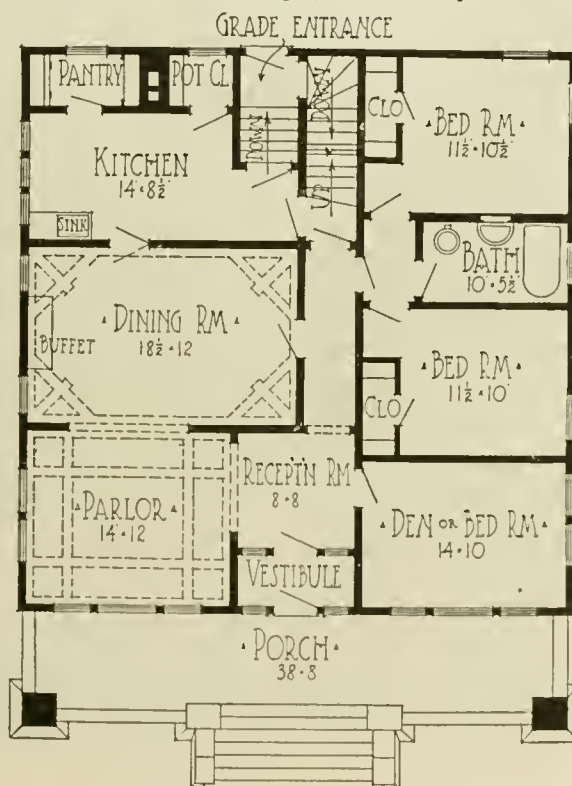 GRADE ENTRANCE
PANTRY
POT CL.
DOWN
DOWN
UP
CLO
BED RM
11½·10½
KITCHEN
14·8½
SINK
BATH
10·5½
DINING RM
18½·12
BUFFET
BED RM
11½·10
CLO
RECEPT'N RM
8·8
PARLOR
14·12
DEN OR BED RM
14·10
VESTIBULE
PORCH
38·8